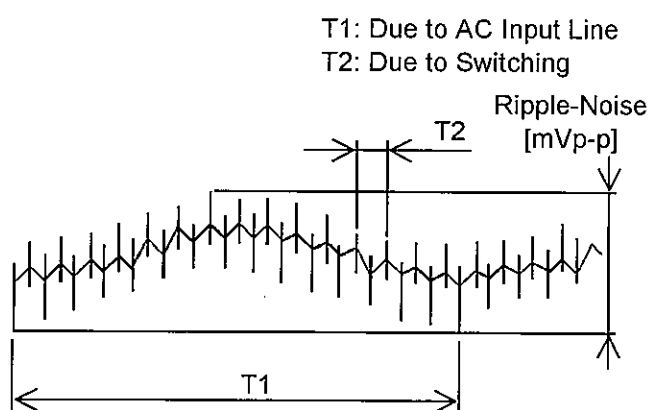 T1: Due to AC Input Line
T2: Due to Switching
Ripple-Noise
[mVp-p]
T2
T1